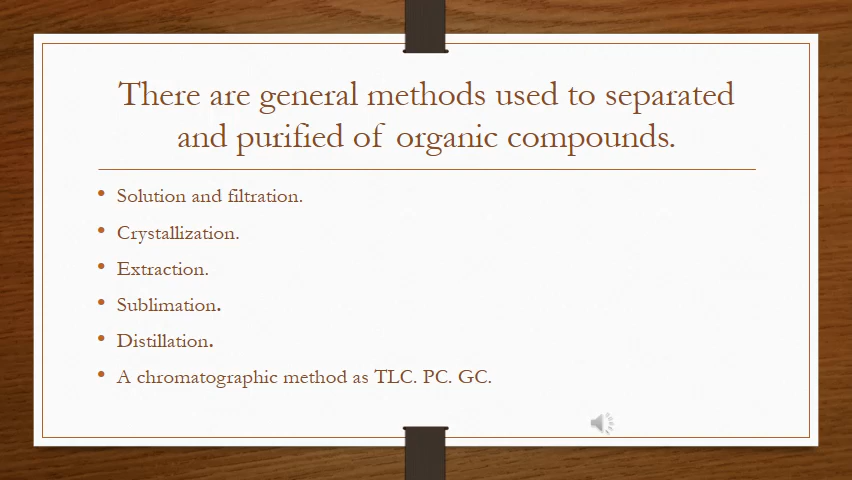 There are general methods used to separated
and purified of organic compounds.
• Solution and filtration.
• Crystallization.
• Extraction.
• Sublimation.
• Distillation.
• A chromatographic method as TLC. PC. GC.